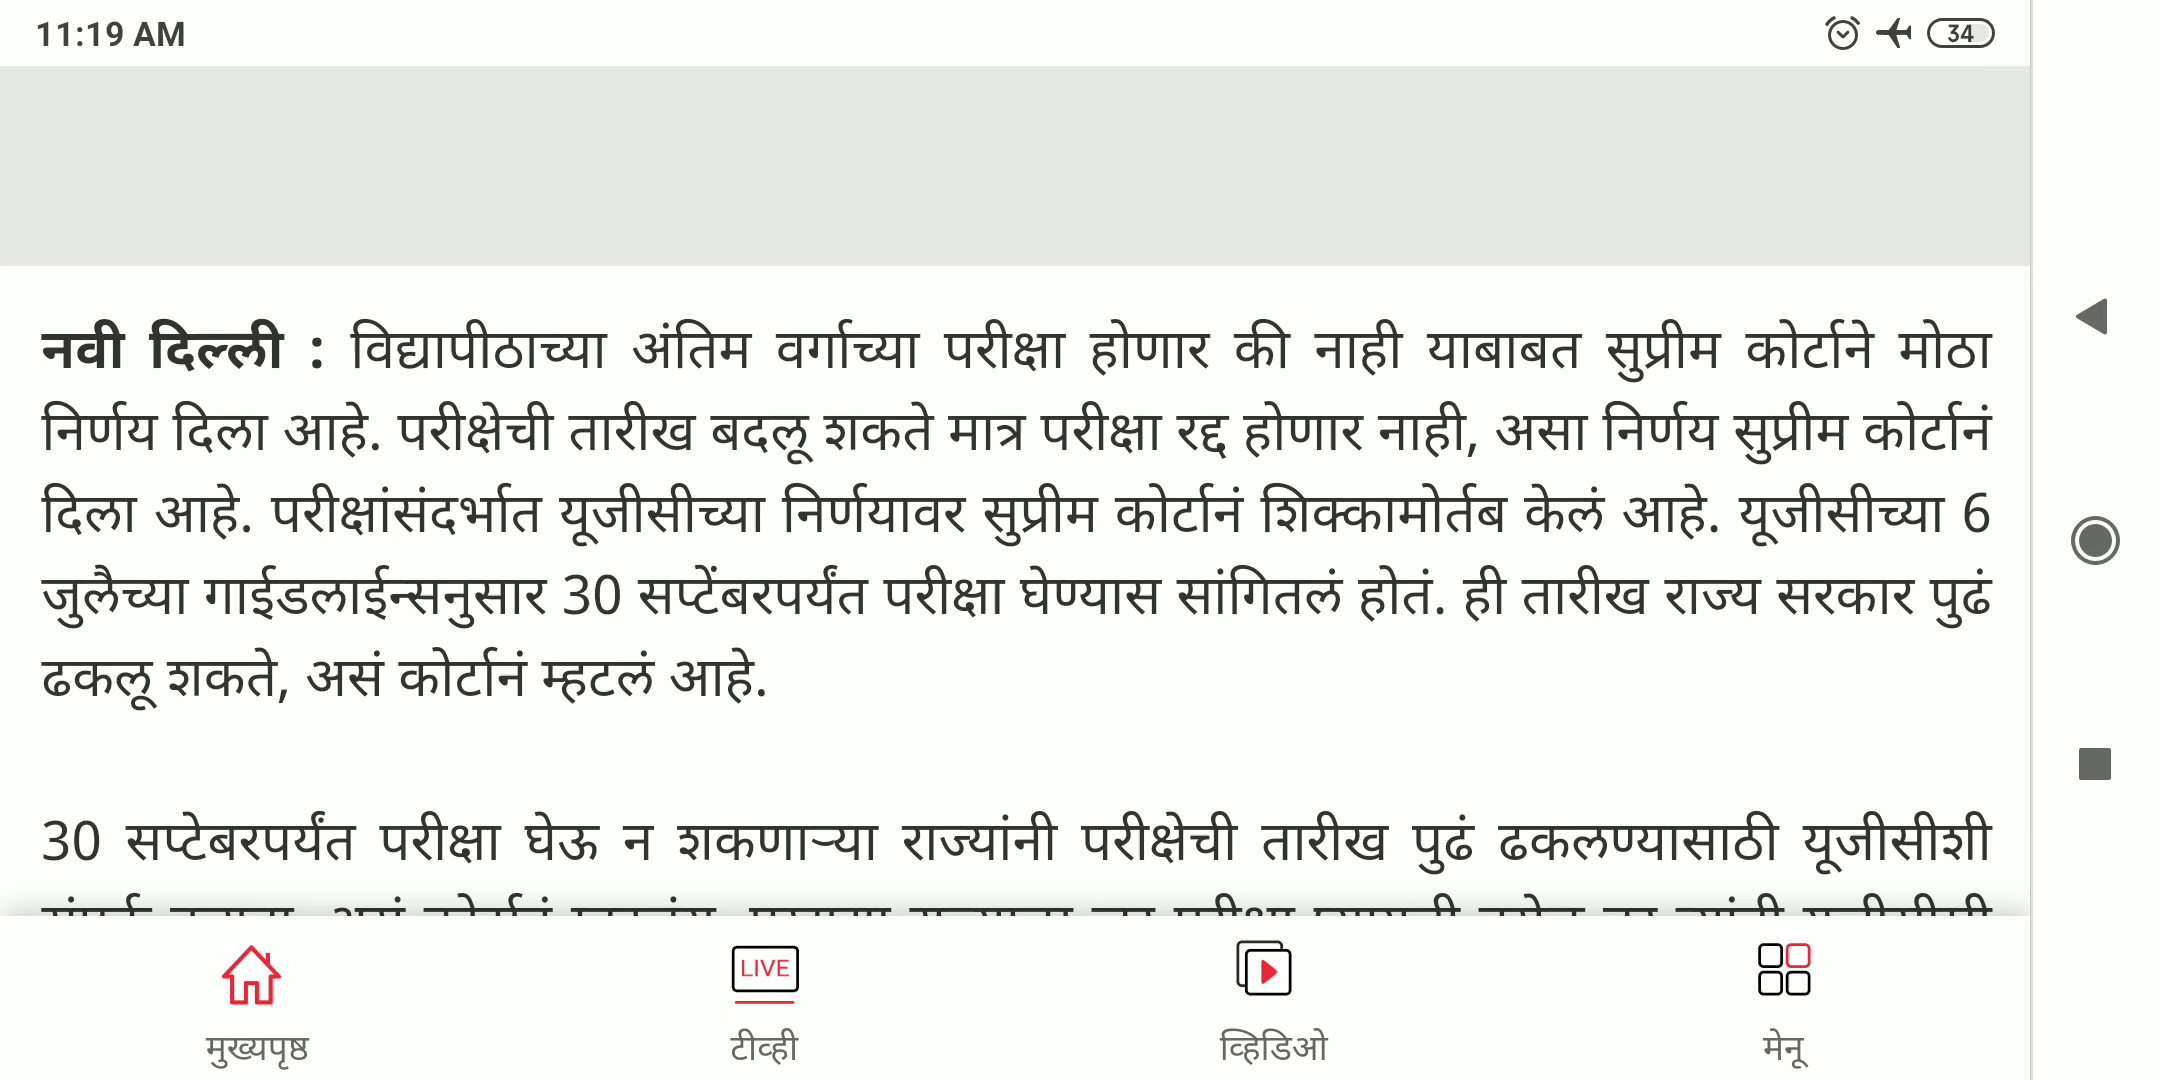 11:19 AM
34
नवी दिल्ली : विद्यापीठाच्या अंतिम वर्गाच्या परीक्षा होणार की नाही याबाबत सुप्रीम कोर्टाने मोठा
निर्णय दिला आहे. परीक्षेची तारीख बदलू शकते मात्र परीक्षा रद्द होणार नाही, असा निर्णय सुप्रीम कोर्टानं
दिला आहे. परीक्षांसंदर्भात यूजीसीच्या निर्णयावर सुप्रीम कोर्टानं शिक्कामोर्तब केलं आहे. यूजीसीच्या 6
जुलैच्या गाईडलाईन्सनुसार 30 सप्टेंबरपर्यंत परीक्षा घेण्यास सांगितलं होतं. ही तारीख राज्य सरकार पुढं
ढकलू शकते, असं कोर्टानं म्हटलं आहे.
30 सप्टेबरपर्यंत परीक्षा घेऊ न शकणाऱ्या राज्यांनी परीक्षेची तारीख पुढं ढकलण्यासाठी यूजीसीशी
LIVE
मुख्यपृष्ठ टीव्ही व्हिडिओ मेनू